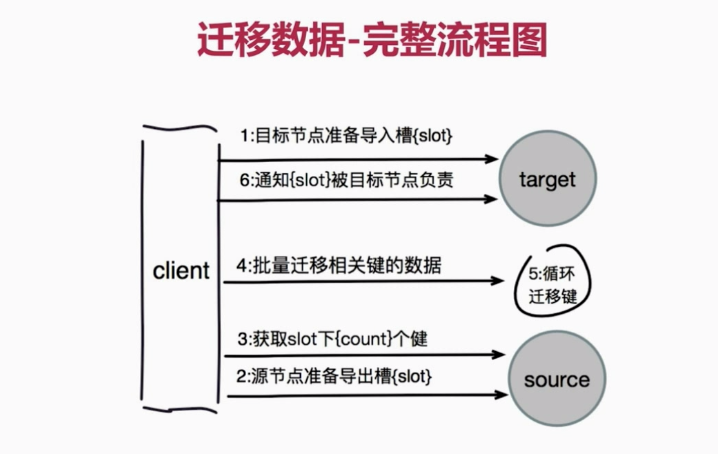 迁移数据-完整流程图
1:目标节点准备导入槽{slot}
6:通知{slot}被目标节点负责
target
client
4:批量迁移相关键的数据
5:循环
迁移键
3:获取slot下{count}个健
2:源节点准备导出槽{slot}
source